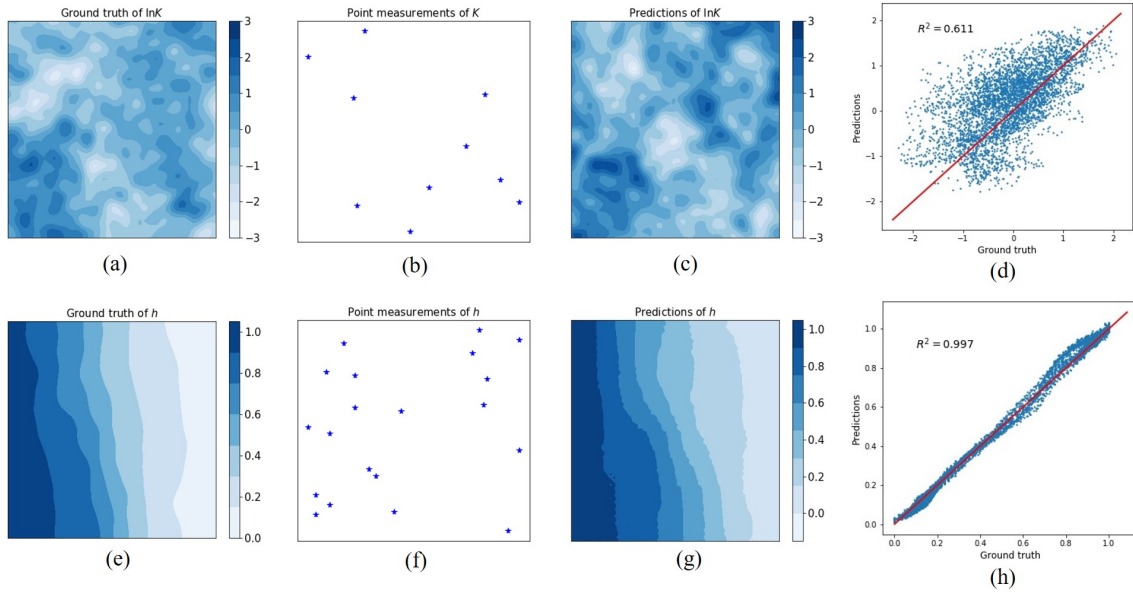 Ground truth of lnK
3
2
1
0
−1
−2
−3
(a)
Point measurements of K
(b)
Predictions of lnK
3
2
1
0
−1
−2
−3
(c)
R² = 0.611
Predictions
2
1
0
−1
−2
−2
−1
0
1
2
Ground truth
(d)
Ground truth of h
1.0
0.8
0.6
0.4
0.2
0.0
(e)
Point measurements of h
(f)
Predictions of h
1.0
0.8
0.6
0.4
0.2
0.0
(g)
R² = 0.997
Predictions
1.0
0.8
0.6
0.4
0.2
0.0
0.0
0.2
0.4
0.6
0.8
1.0
Ground truth
(h)